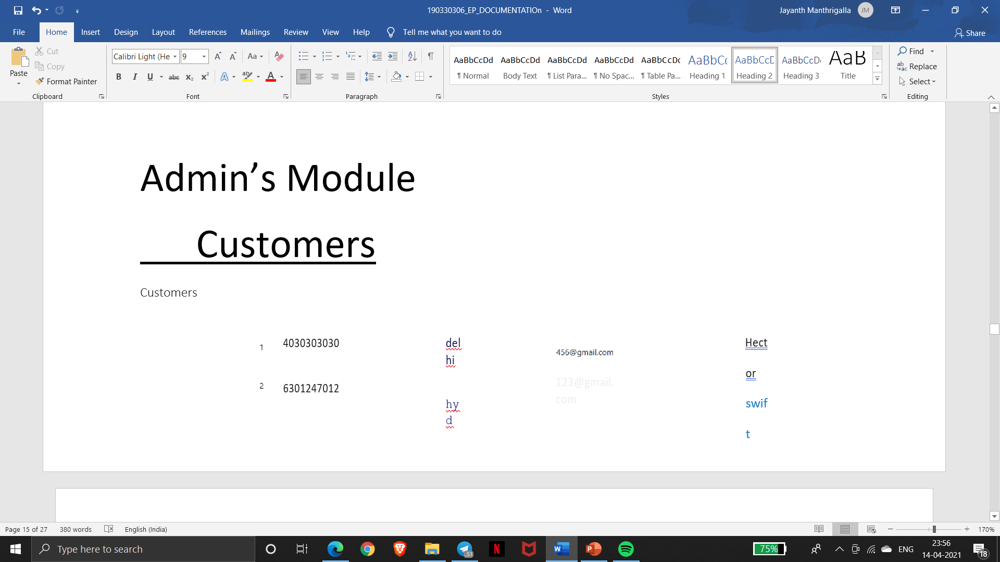 190330306_EP_DOCUMENTATIOn - Word
Jayanth Manthrigalla
JM
File
Home
Insert
Design
Layout
References
Mailings
Review
View
Help
Tell me what you want to do
Share
Paste
Cut
Copy
Format Painter
Clipboard
Calibri Light (He
9
Aa
B I U abc x₂ x² A ab A
Font
Paragraph
AaBbCcDd
¶ Normal
AaBbCcDd
Body Text
AaBbCcDd
¶ List Para...
AaBbCcDd
¶ No Spac...
AaBbCcDd
¶ Table Pa...
AaBbCc
Heading 1
AaBbCcD
Heading 2
AaBbCcD
Heading 3
AaB
Title
Styles
Find
Replace
Select
Editing
Admin’s Module
Customers
Customers
1
4030303030
del
hi
456@gmail.com
Hect
or
2
6301247012
hy
d
123@gmail.
com
swif
t
Page 15 of 27
380 words
English (India)
170%
Type here to search
51
75%
ENG
23:56
14-04-2021
18